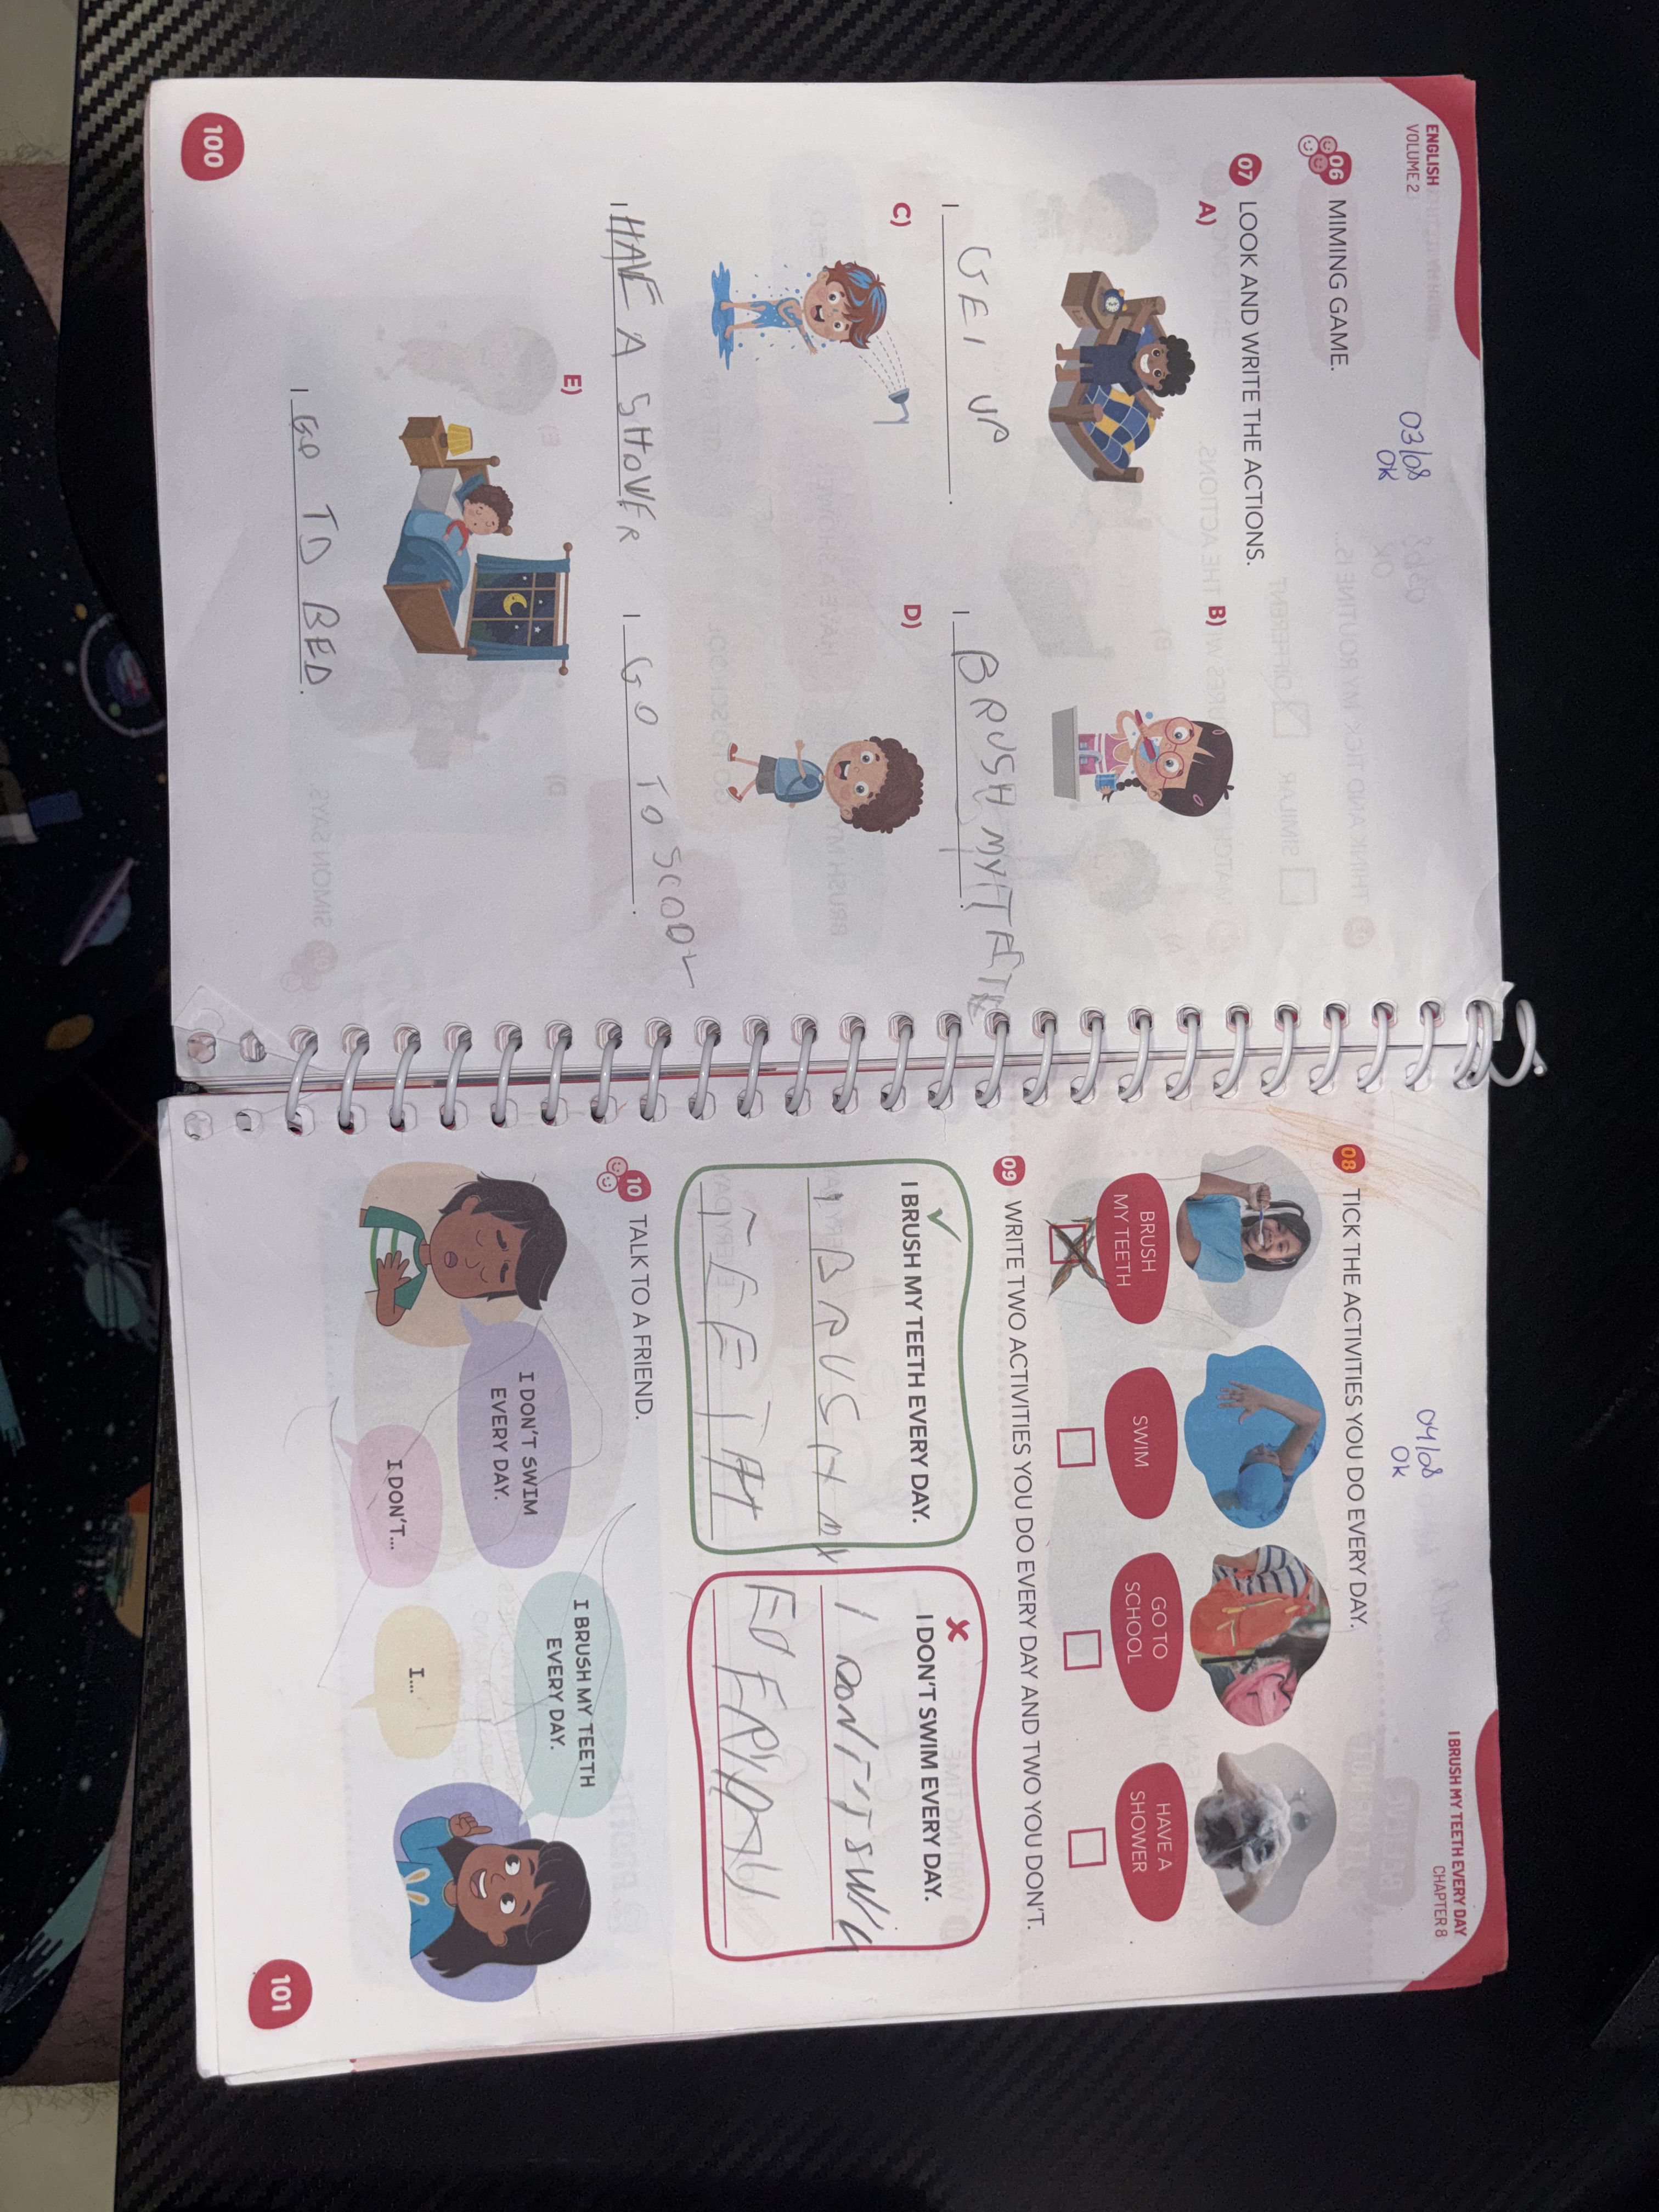 ENGLISH
VOLUME 2
03/08
OK
06 MIMING GAME.
07 LOOK AND WRITE THE ACTIONS.
A)
B)
I GET UP.
I BRUSH MY TEETH.
C)
D)
I HAVE A SHOWER
I GO TO SCOOL.
E)
I GO TO BED.
100
I BRUSH MY TEETH EVERY DAY
CHAPTER 8
04/08
OK
08 TICK THE ACTIVITIES YOU DO EVERY DAY.
BRUSH
MY TEETH
SWIM
GO TO
SCHOOL
HAVE A
SHOWER
09 WRITE TWO ACTIVITIES YOU DO EVERY DAY AND TWO YOU DON'T.
I BRUSH MY TEETH EVERY DAY.
I BRUSH MY
TEETH
I DON'T SWIM EVERY DAY.
I DON'T
10 TALK TO A FRIEND.
I DON'T SWIM
EVERY DAY.
I DON'T...
I BRUSH MY TEETH
EVERY DAY.
I...
101